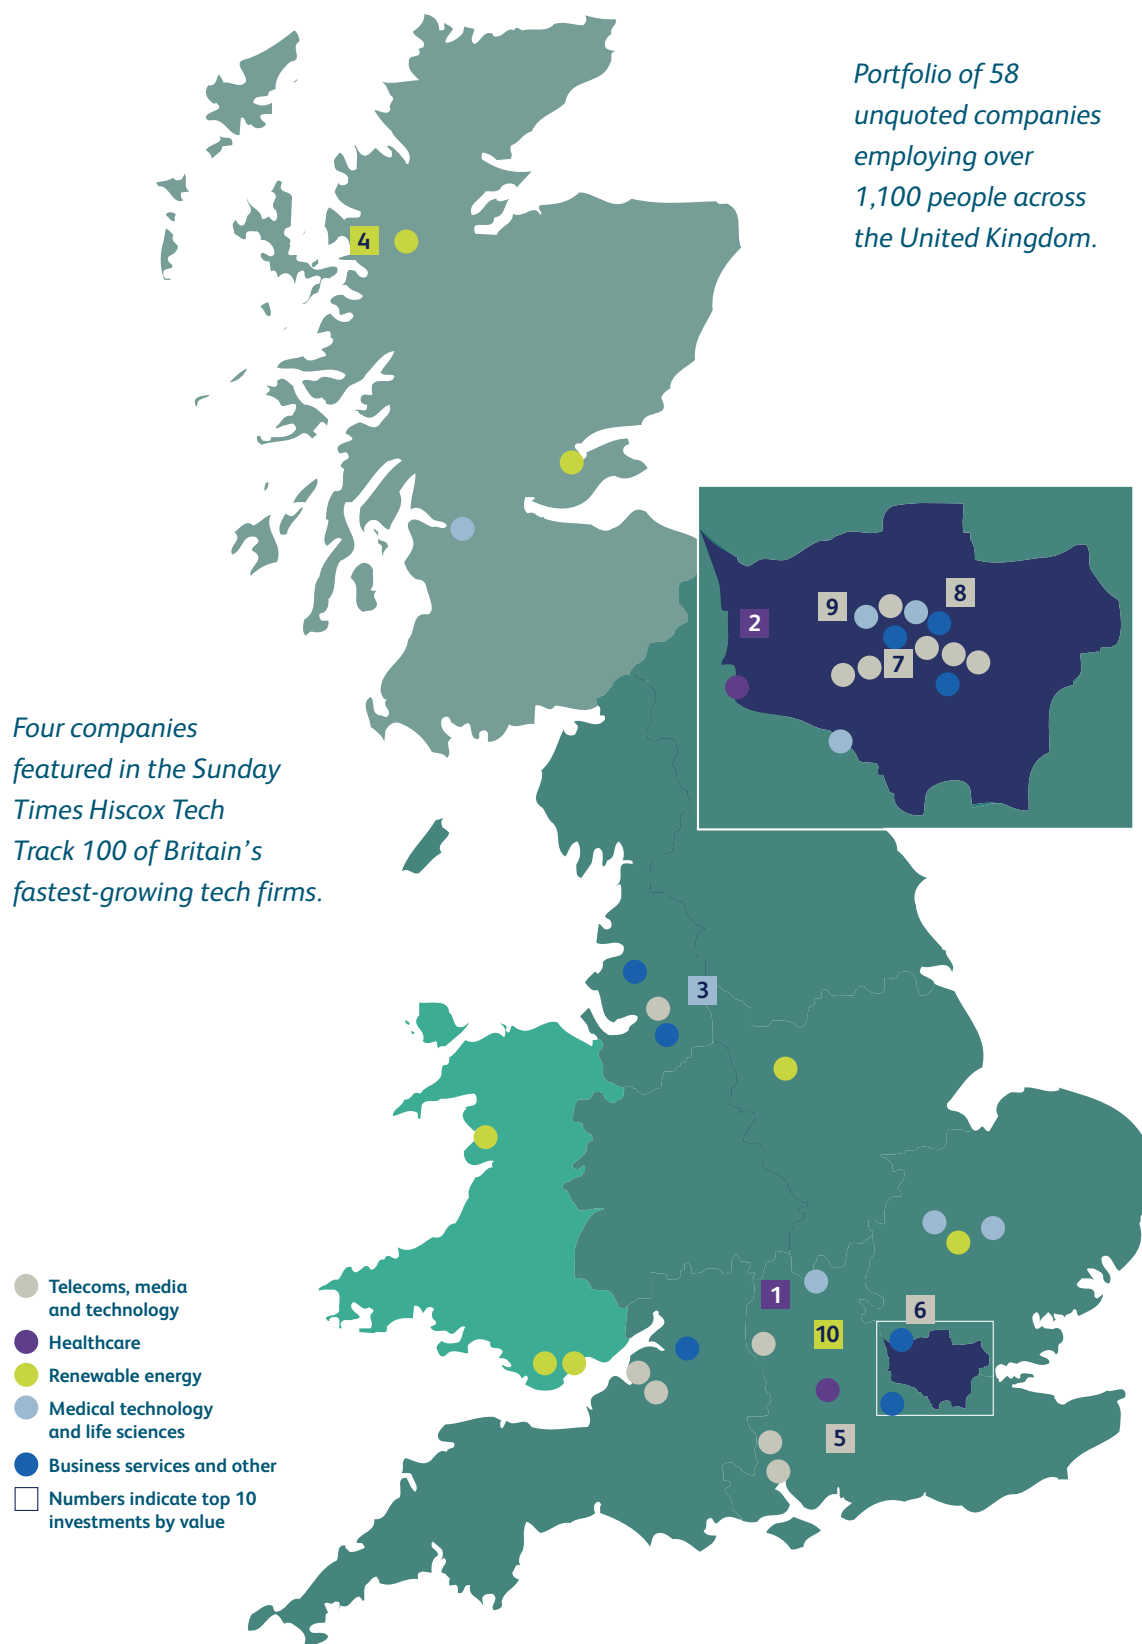 Portfolio of 58
unquoted companies
employing over
1,100 people across
the United Kingdom.
4
9
8
2
7
Four companies
featured in the Sunday
Times Hiscox Tech
Track 100 of Britain’s
fastest-growing tech firms.
3
1
6
10
5
Telecoms, media
and technology
Healthcare
Renewable energy
Medical technology
and life sciences
Business services and other
Numbers indicate top 10
investments by value